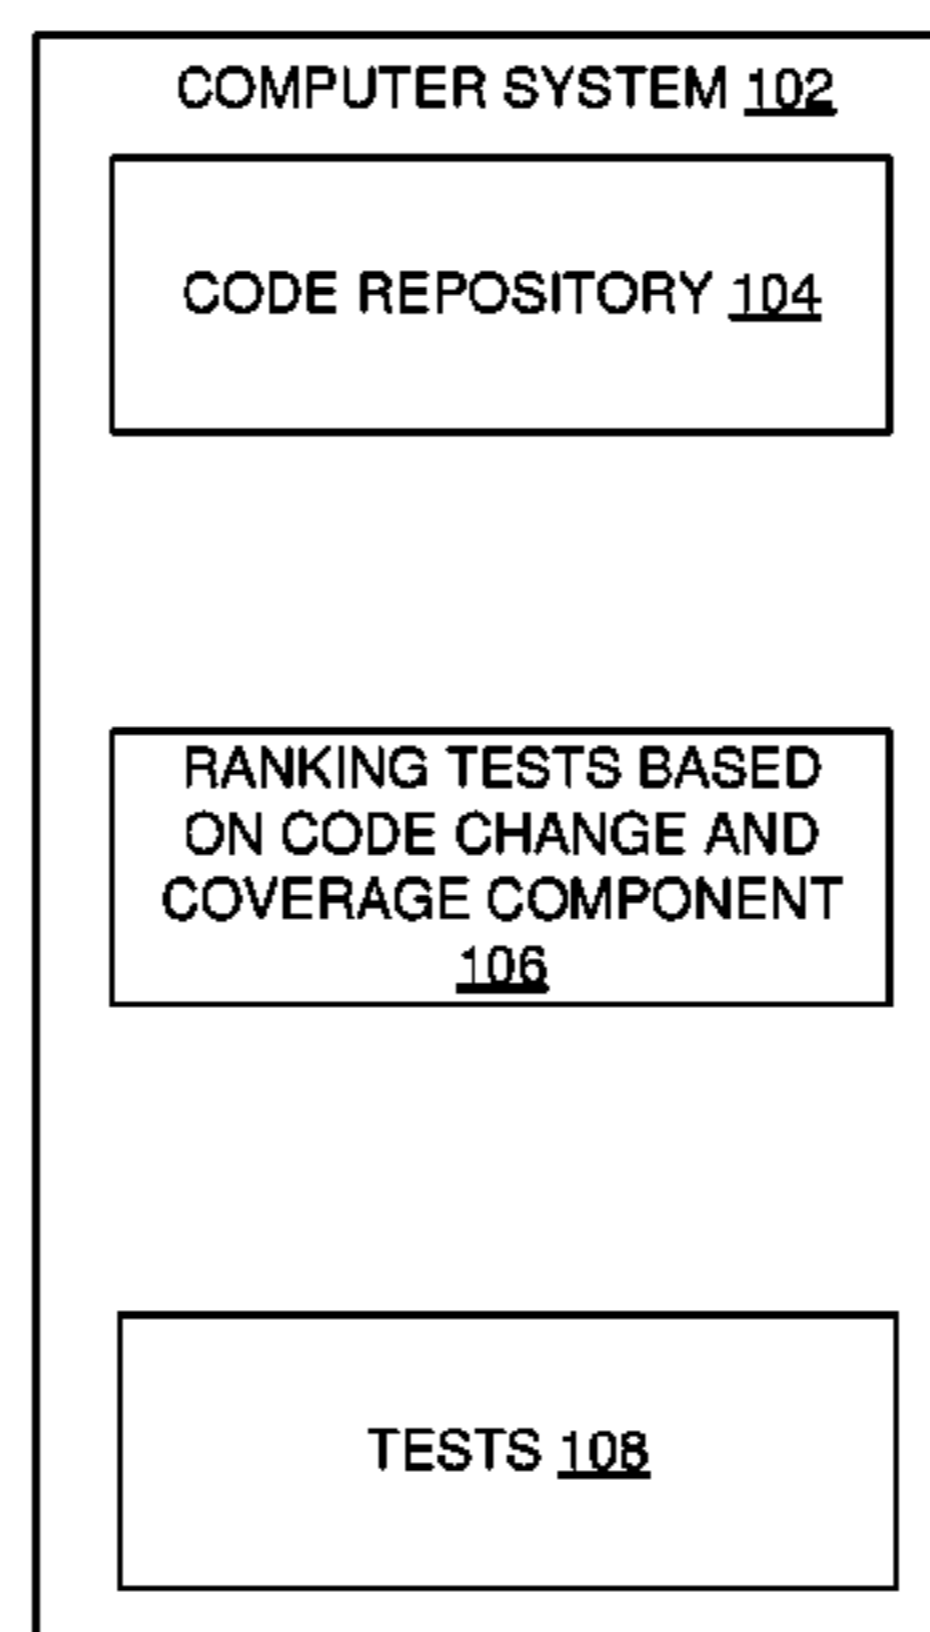 COMPUTER SYSTEM 102
CODE REPOSITORY 104
RANKING TESTS BASED
ON CODE CHANGE AND
COVERAGE COMPONENT
106
TESTS 108